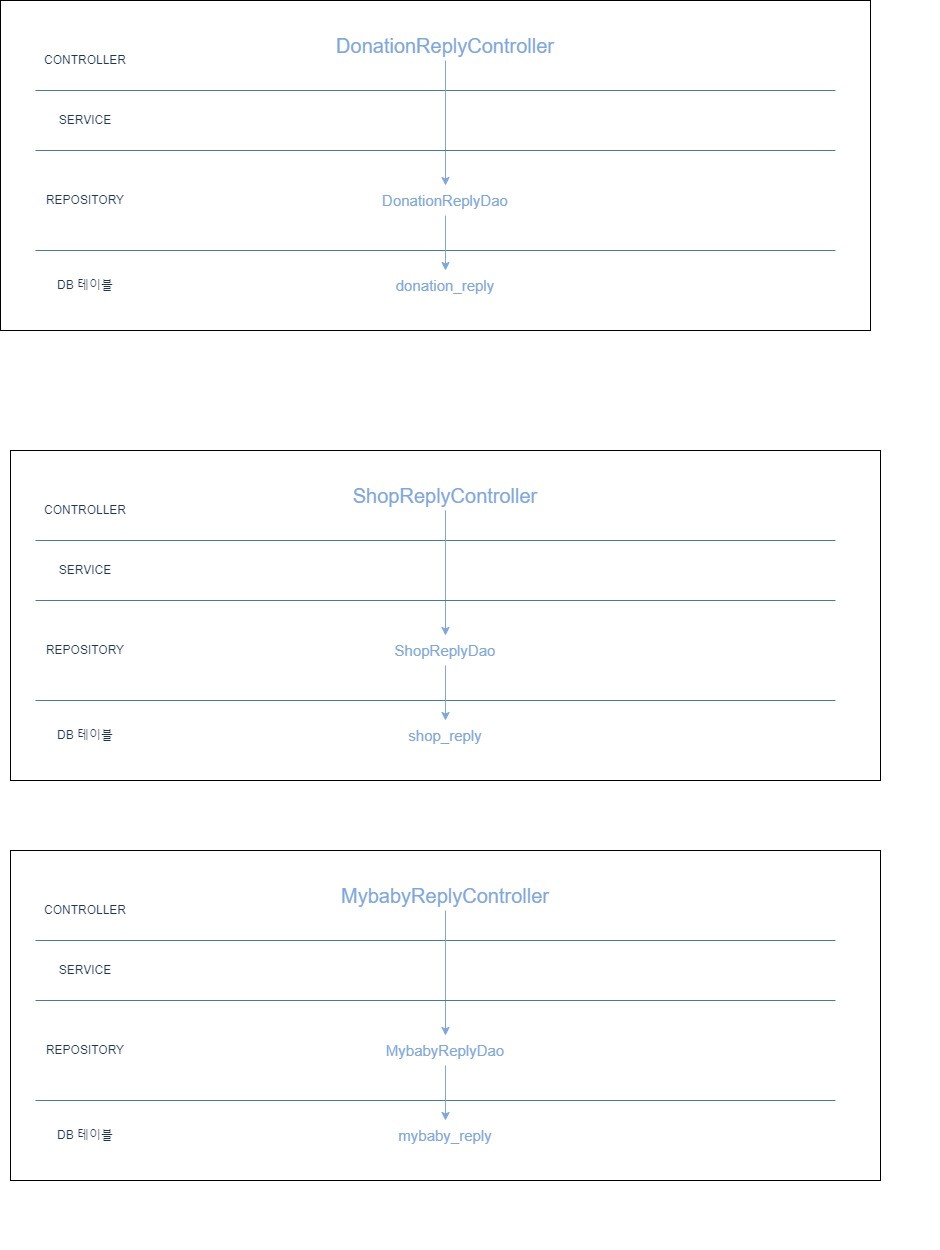 DonationReplyController
CONTROLLER
SERVICE
REPOSITORY
DonationReplyDao
DB 테이블
donation_reply
ShopReplyController
CONTROLLER
SERVICE
REPOSITORY
ShopReplyDao
DB 테이블
shop_reply
MybabyReplyController
CONTROLLER
SERVICE
REPOSITORY
MybabyReplyDao
DB 테이블
mybaby_reply